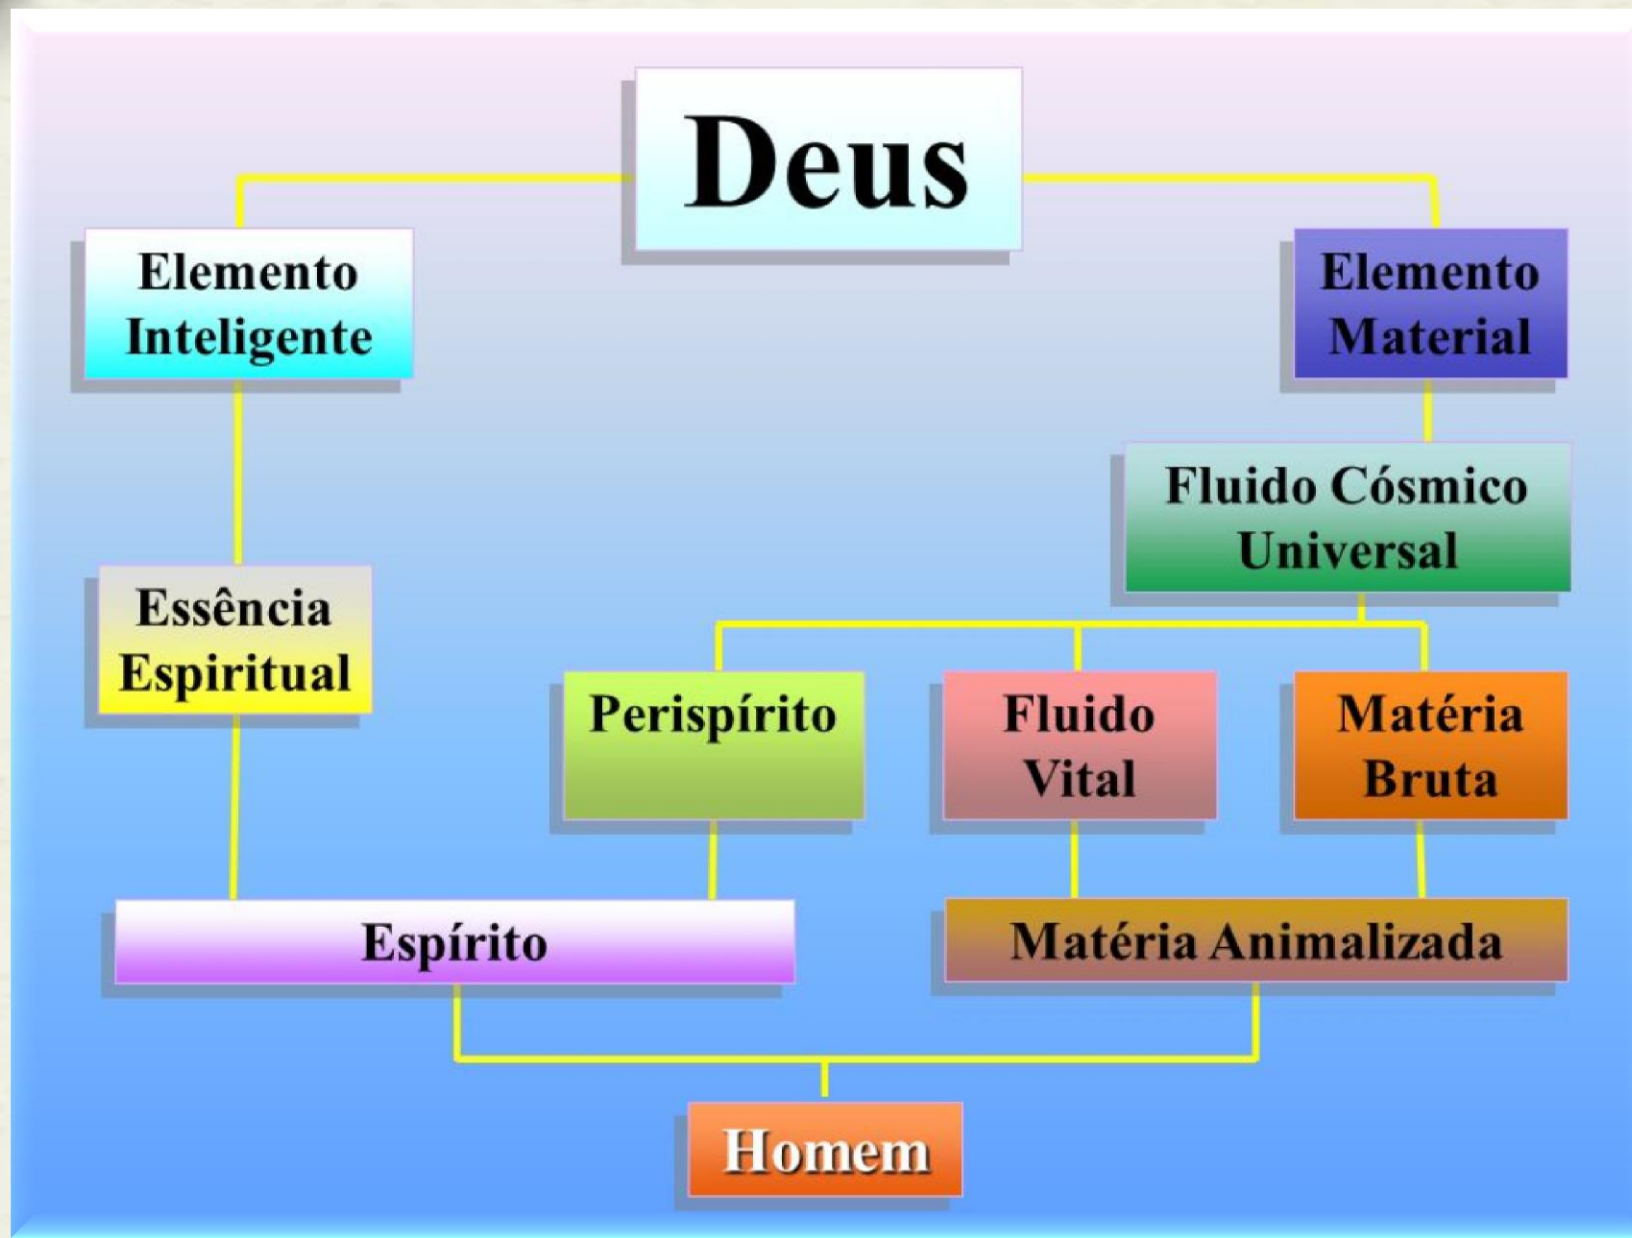 Deus
Elemento
Inteligente
Elemento
Material
Fluido Cósmico
Universal
Essência
Espiritual
Perispírito
Fluido
Vital
Matéria
Bruta
Espírito
Matéria Animalizada
Homem